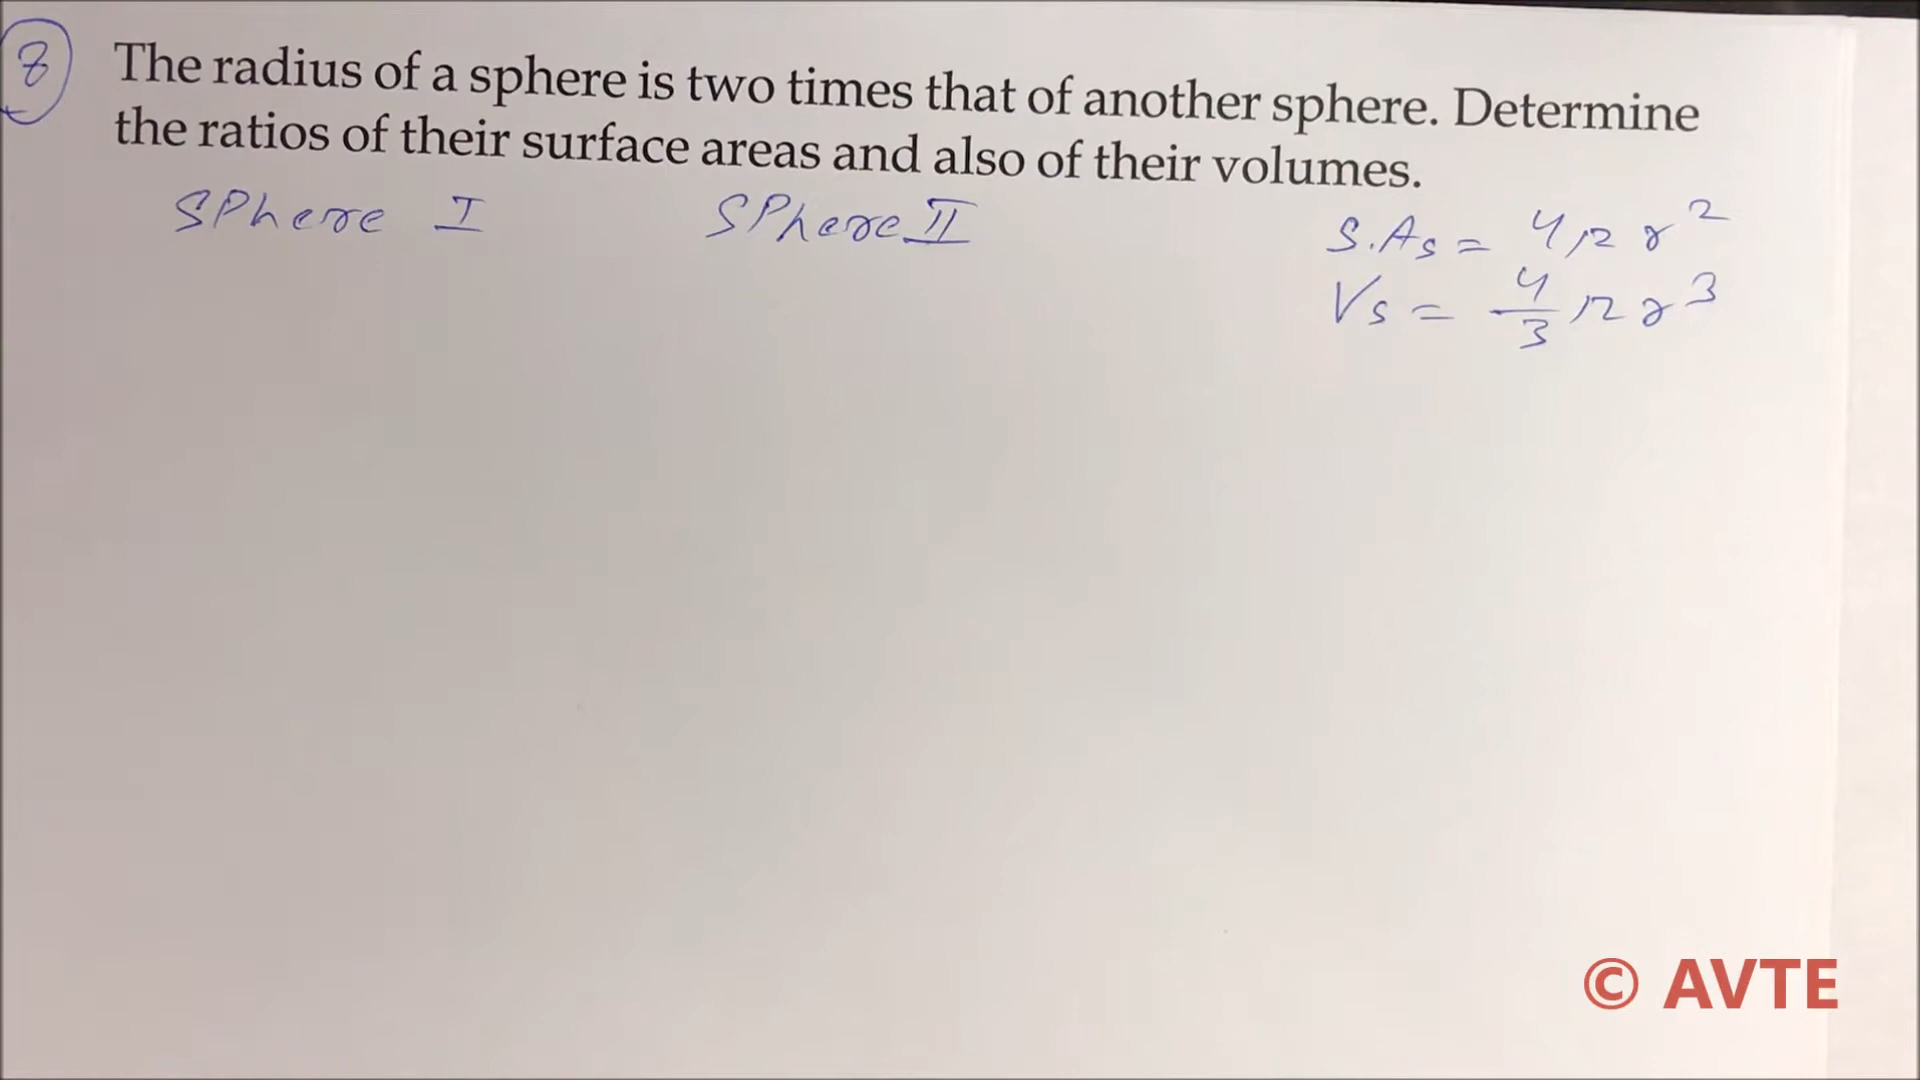 8
The radius of a sphere is two times that of another sphere. Determine
the ratios of their surface areas and also of their volumes.
SPhere I SPhere II S.As = 4πr²
Vs = 4/3 πr³
© AVTE